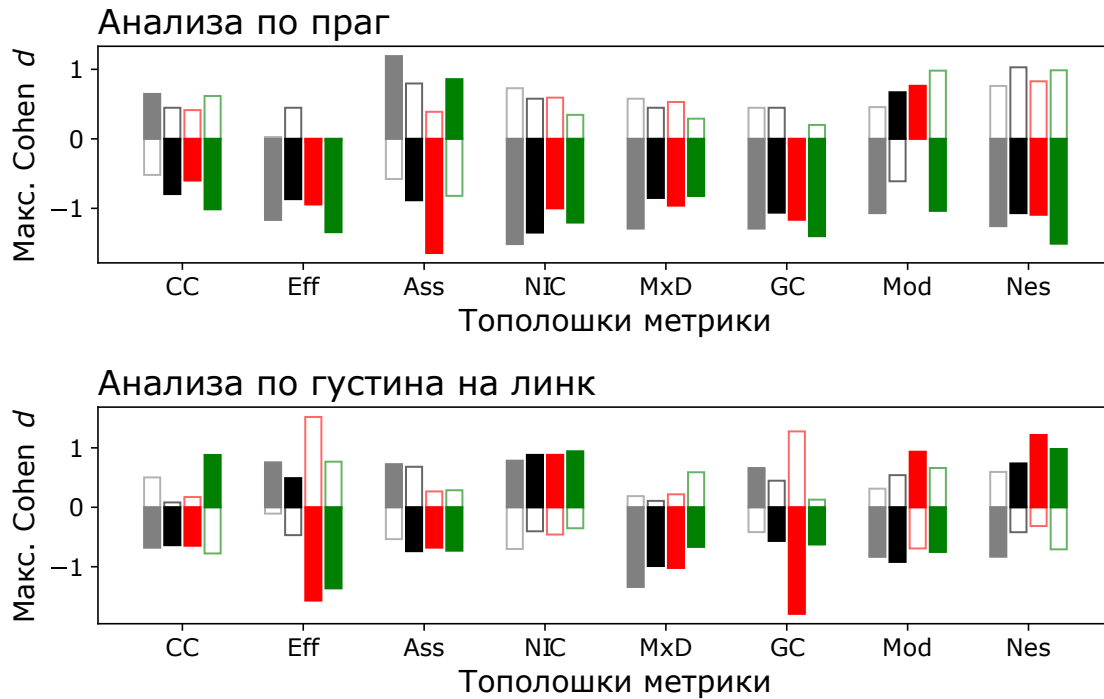 Анализа по праг
Макс. Cohen d
1
0
−1
CC Eff Ass NIC MxD GC Mod Nes
Тополошки метрики
Анализа по густина на линк
Макс. Cohen d
1
0
−1
CC Eff Ass NIC MxD GC Mod Nes
Тополошки метрики